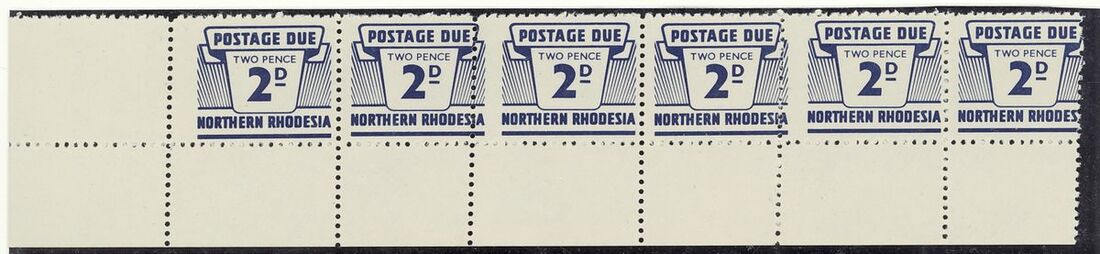 POSTAGE DUE POSTAGE DUE POSTAGE DUE POSTAGE DUE POSTAGE DUE POSTAGE DUE
TWO PENCE TWO PENCE TWO PENCE TWO PENCE TWO PENCE TWO PENCE
2D 2D 2D 2D 2D 2D
NORTHERN RHODESIA NORTHERN RHODESIA NORTHERN RHODESIA NORTHERN RHODESIA NORTHERN RHODESIA NORTHERN RHODES